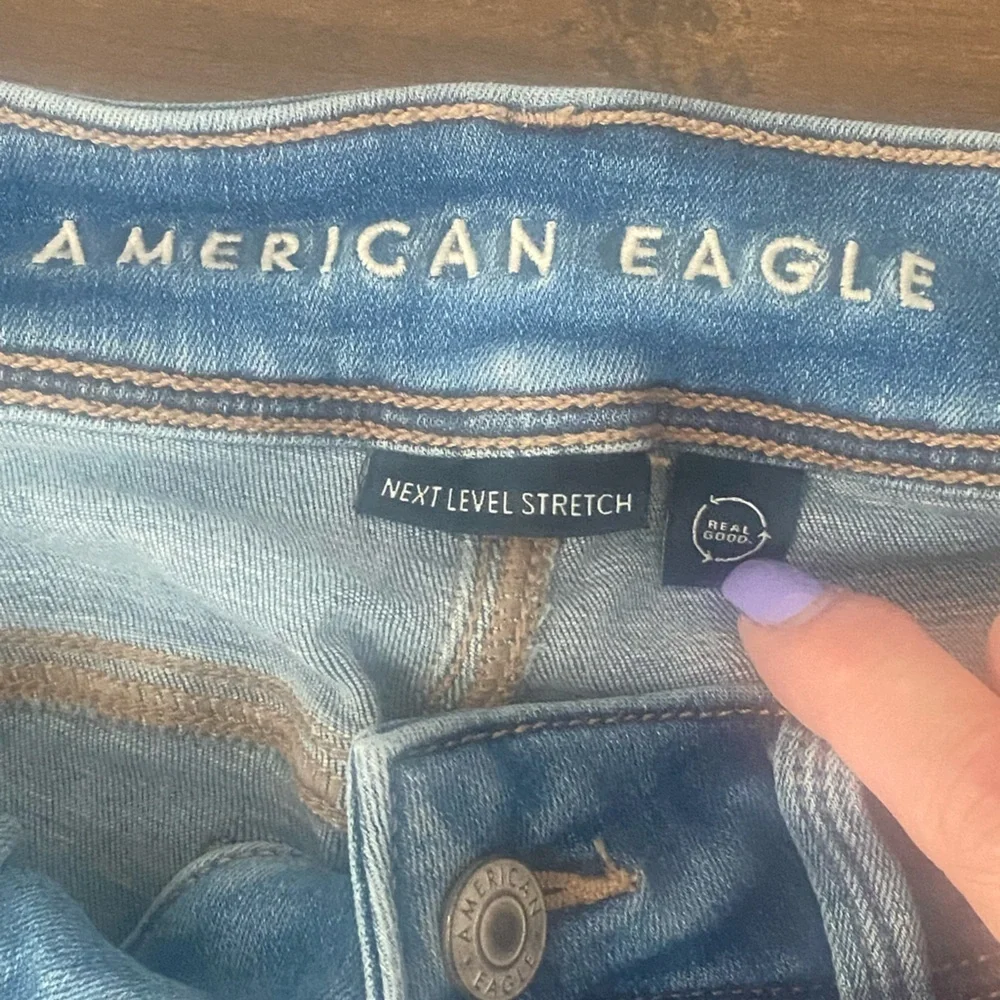 AMERICAN EAGLE
NEXT LEVEL STRETCH
REAL
GOOD.
AMERICAN
EAGLE